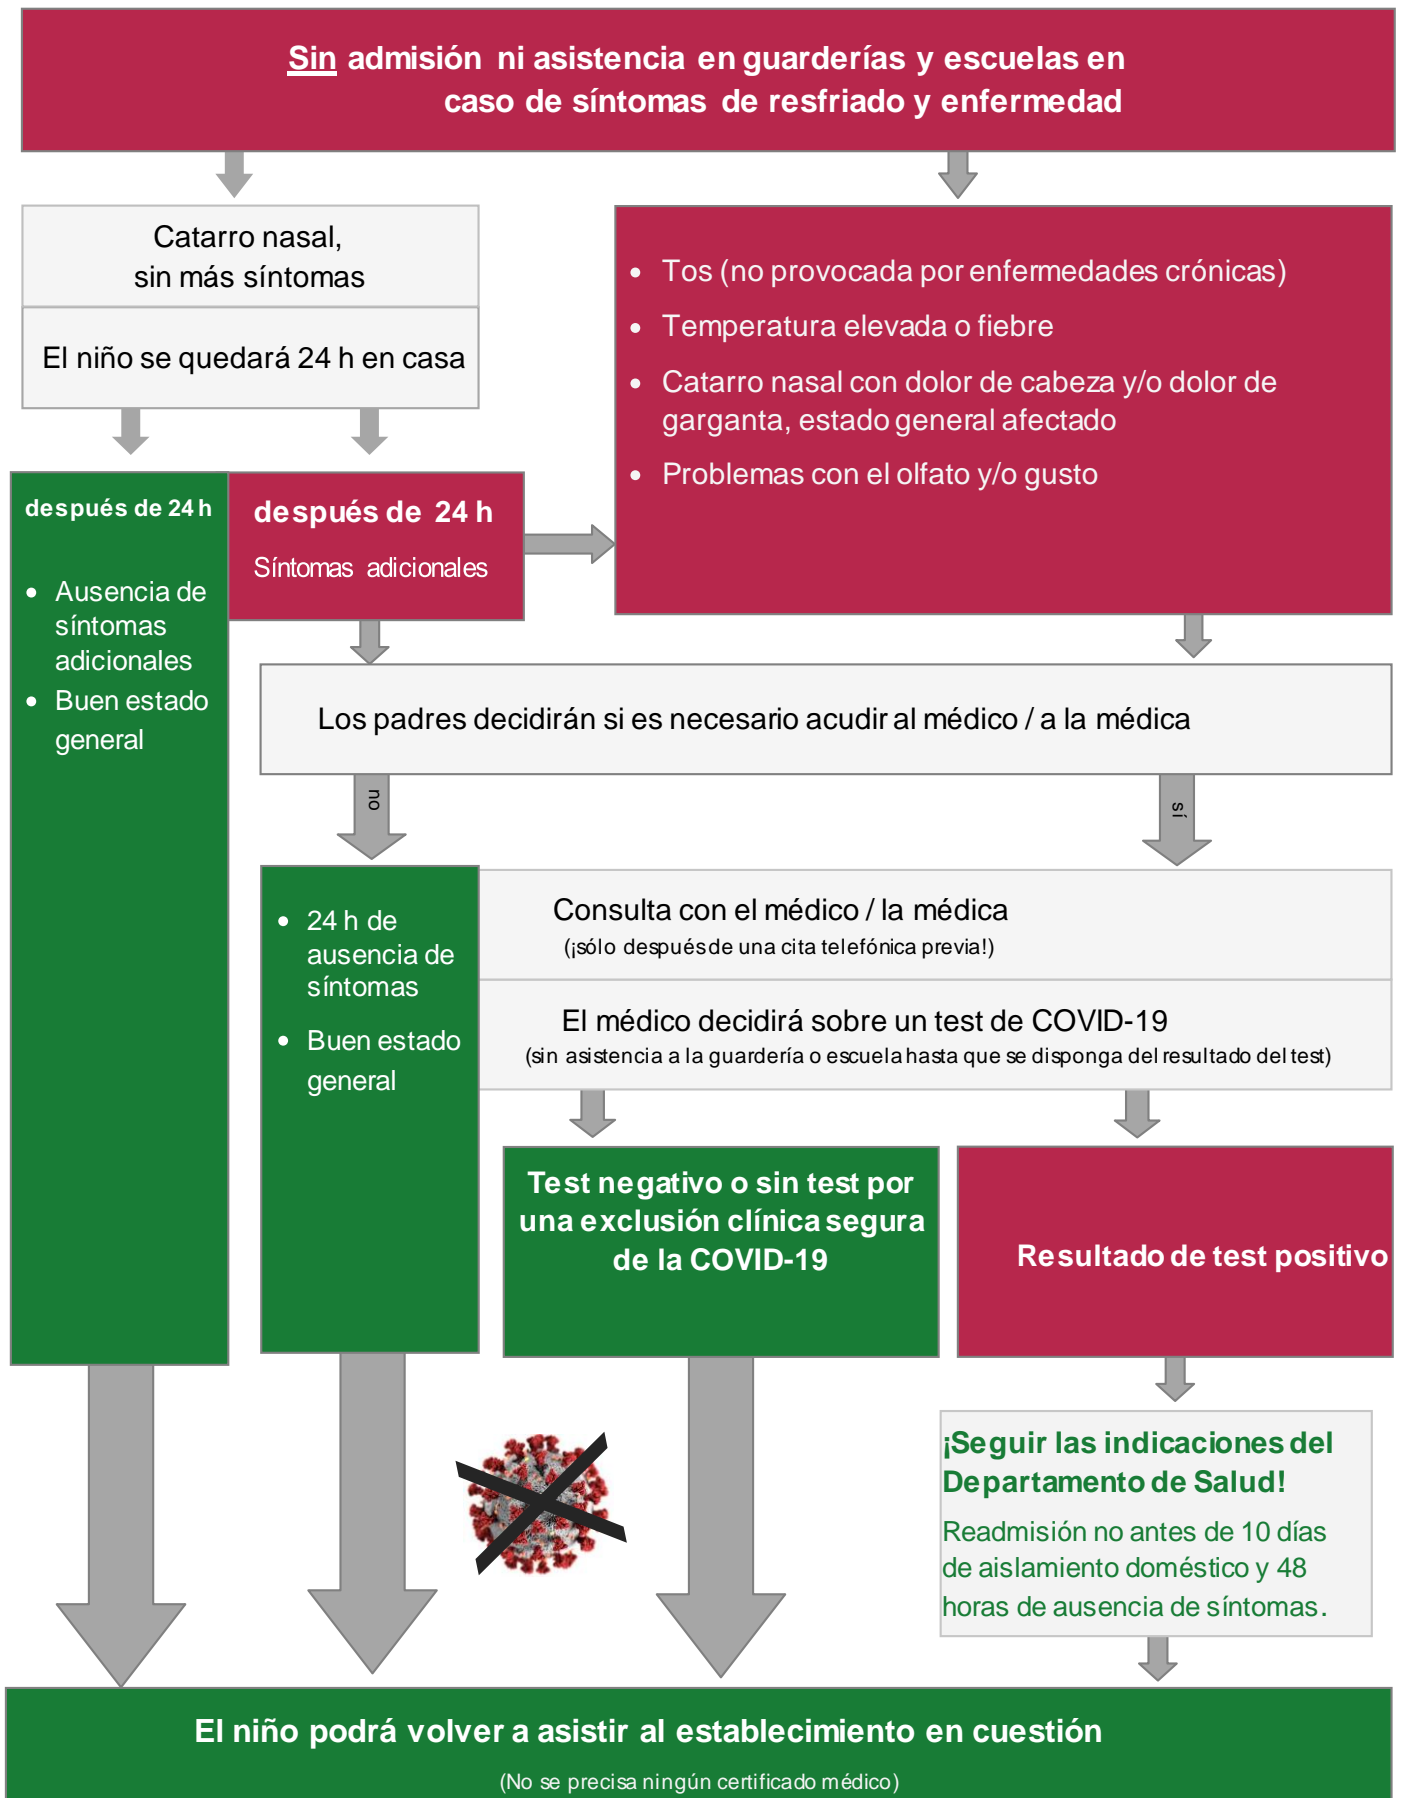 Sin admisión ni asistencia en guarderías y escuelas en
caso de síntomas de resfriado y enfermedad
Catarro nasal,
sin más síntomas
El niño se quedará 24 h en casa
• Tos (no provocada por enfermedades crónicas)
• Temperatura elevada o fiebre
• Catarro nasal con dolor de cabeza y/o dolor de
garganta, estado general afectado
• Problemas con el olfato y/o gusto
después de 24 h
• Ausencia de
síntomas
adicionales
• Buen estado
general
después de 24 h
Síntomas adicionales
Los padres decidirán si es necesario acudir al médico / a la médica
no
sí
• 24 h de
ausencia de
síntomas
• Buen estado
general
Consulta con el médico / la médica
(¡sólo después de una cita telefónica previa!)
El médico decidirá sobre un test de COVID-19
(sin asistencia a la guardería o escuela hasta que se disponga del resultado del test)
Test negativo o sin test por
una exclusión clínica segura
de la COVID-19
Resultado de test positivo
¡Seguir las indicaciones del
Departamento de Salud!
Readmisión no antes de 10 días
de aislamiento doméstico y 48
horas de ausencia de síntomas.
El niño podrá volver a asistir al establecimiento en cuestión
(No se precisa ningún certificado médico)